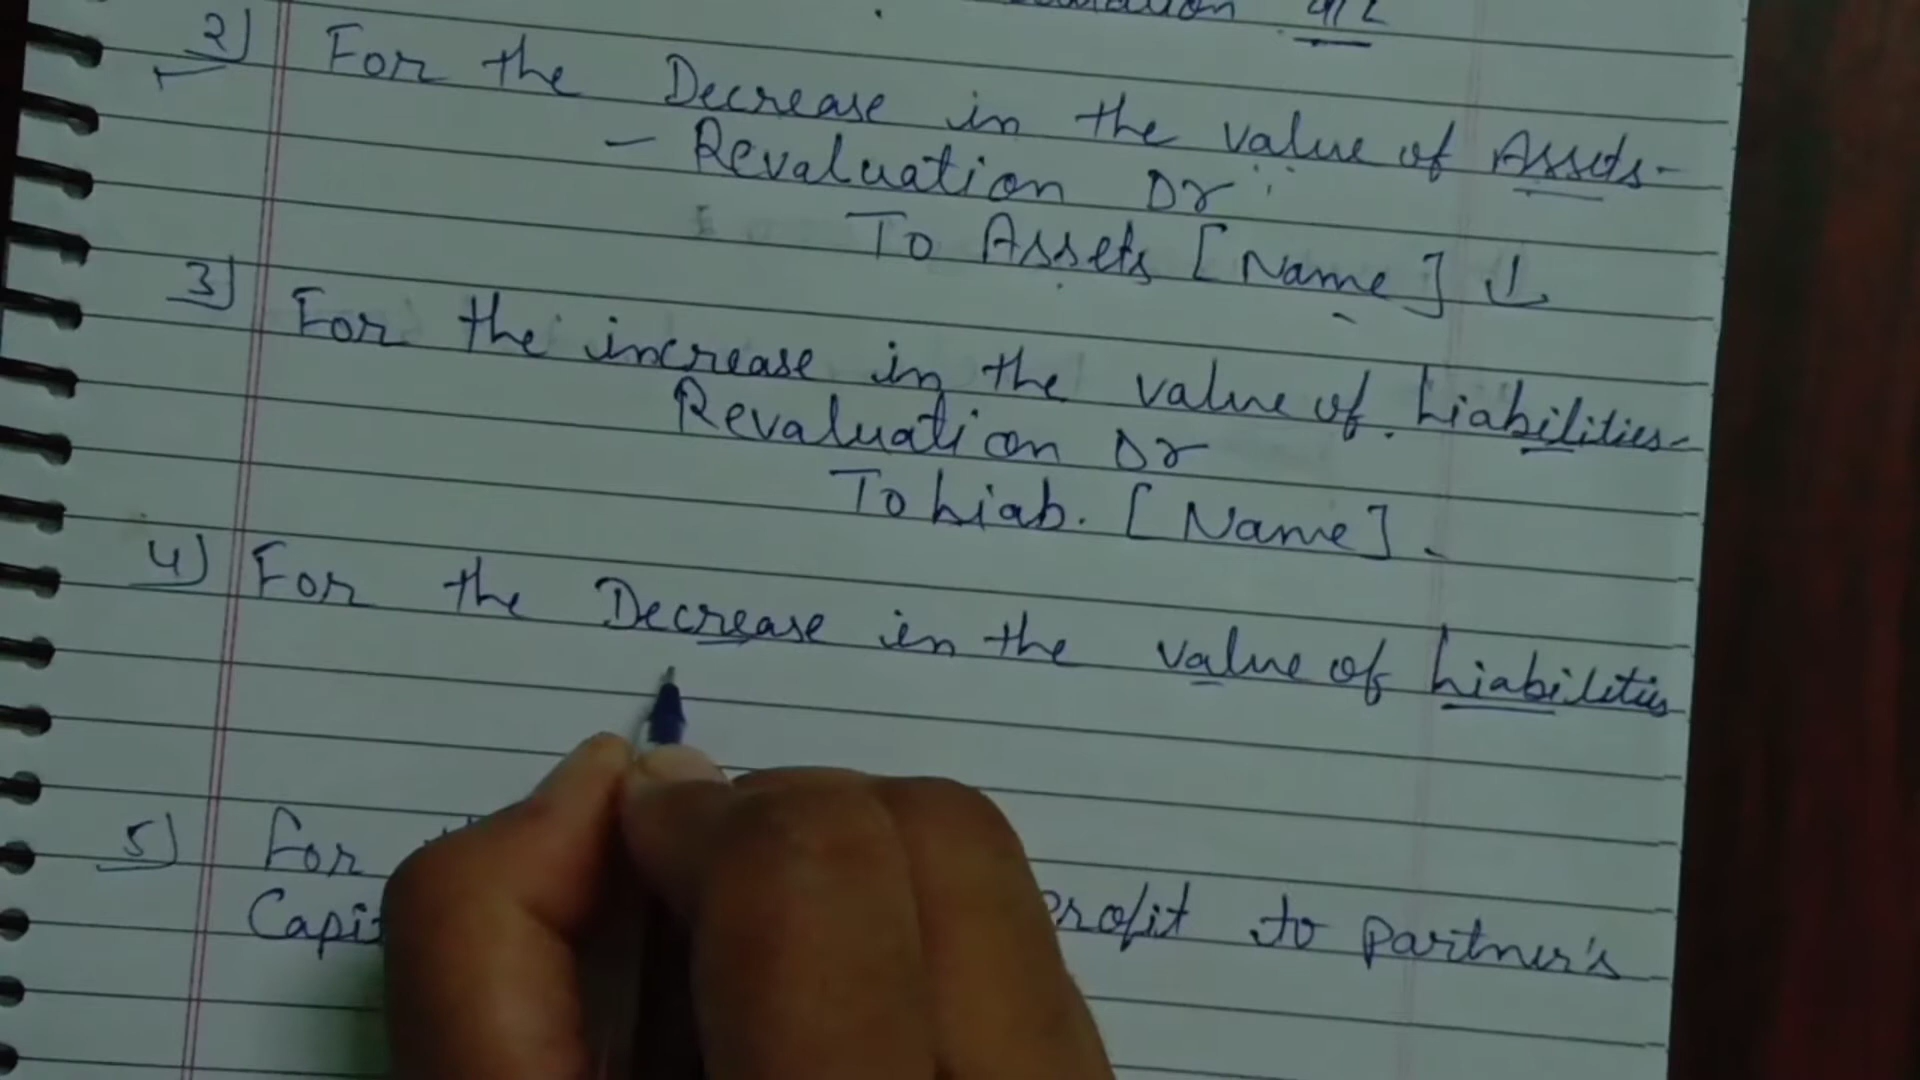 A/c
2) For the Decrease in the value of Assets-
- Revaluation Dr
To Assets [Name] ↓
3) For the increase in the value of Liabilities-
Revaluation Dr
To Liab. [Name].
4) For the Decrease in the value of Liabilities
5) For
profit to partner's